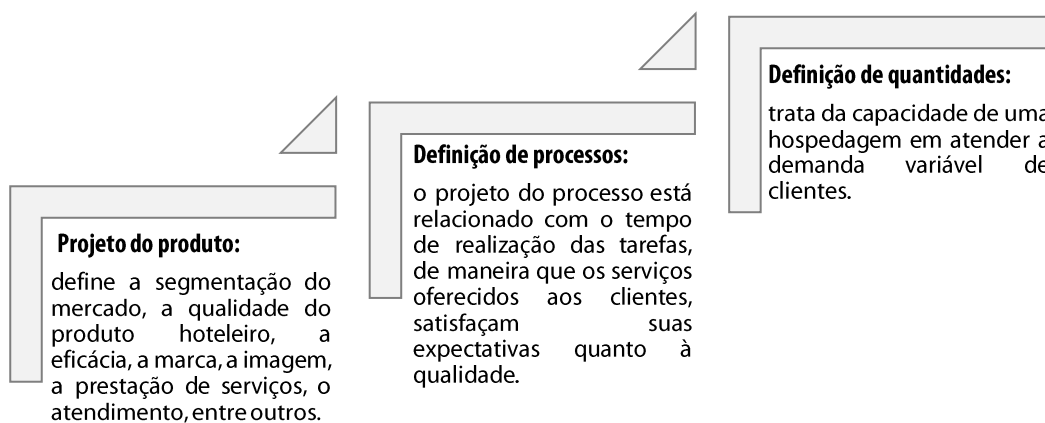 Projeto do produto:
define a segmentação do
mercado, a qualidade do
produto hoteleiro, a
eficácia, a marca, a imagem,
a prestação de serviços, o
atendimento, entre outros.
Definição de processos:
o projeto do processo está
relacionado com o tempo
de realização das tarefas,
de maneira que os serviços
oferecidos aos clientes,
satisfaçam suas
expectativas quanto à
qualidade.
Definição de quantidades:
trata da capacidade de uma
hospedagem em atender a
demanda variável de
clientes.